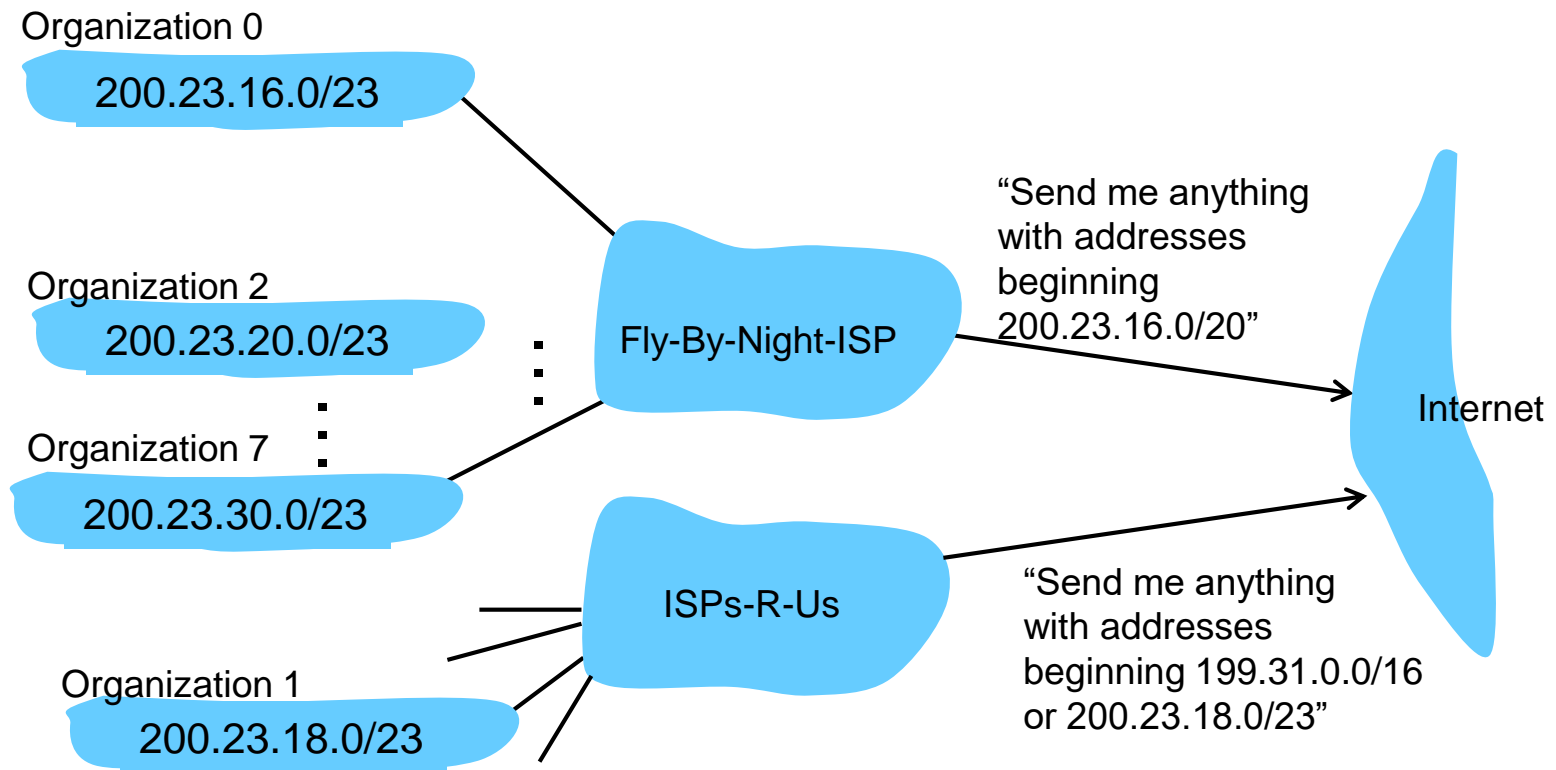 Organization 0
200.23.16.0/23
Organization 2
200.23.20.0/23
Organization 7
200.23.30.0/23
Organization 1
200.23.18.0/23
Fly-By-Night-ISP
ISPs-R-Us
“Send me anything
with addresses
beginning
200.23.16.0/20”
Internet
“Send me anything
with addresses
beginning 199.31.0.0/16
or 200.23.18.0/23”